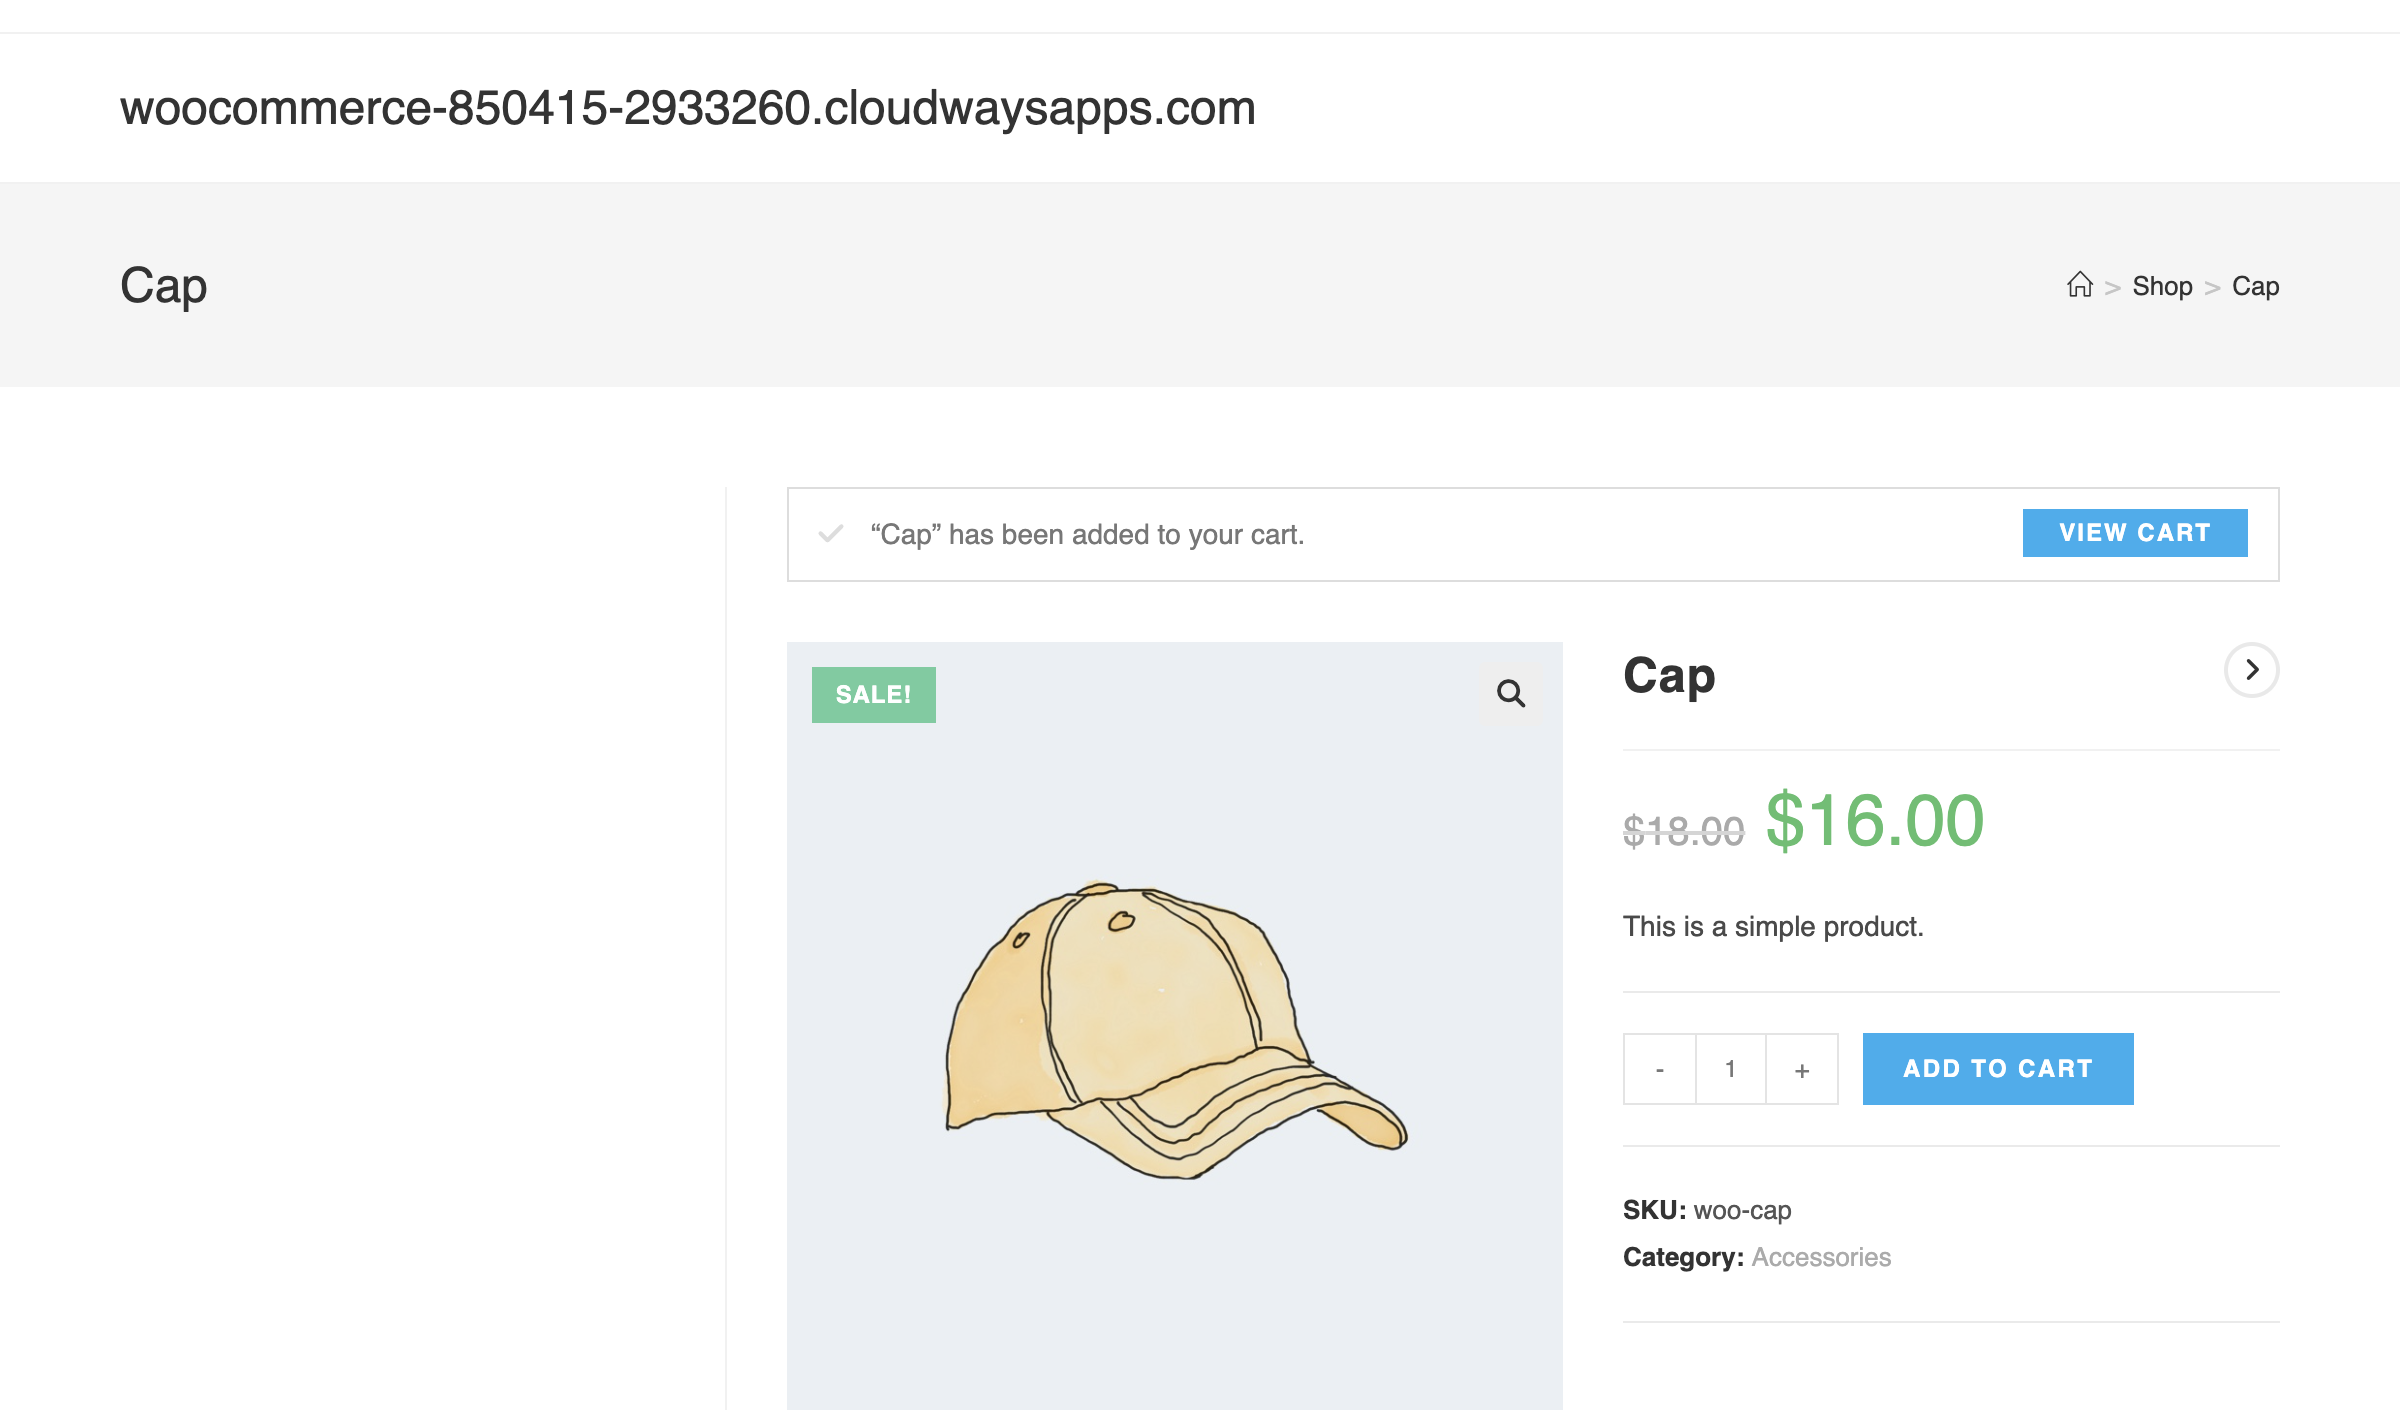 woocommerce-850415-2933260.cloudwaysapps.com
Cap
> Shop > Cap
“Cap” has been added to your cart.
VIEW CART
SALE!
Cap
$18.00 $16.00
This is a simple product.
- 1 +
ADD TO CART
SKU: woo-cap
Category: Accessories